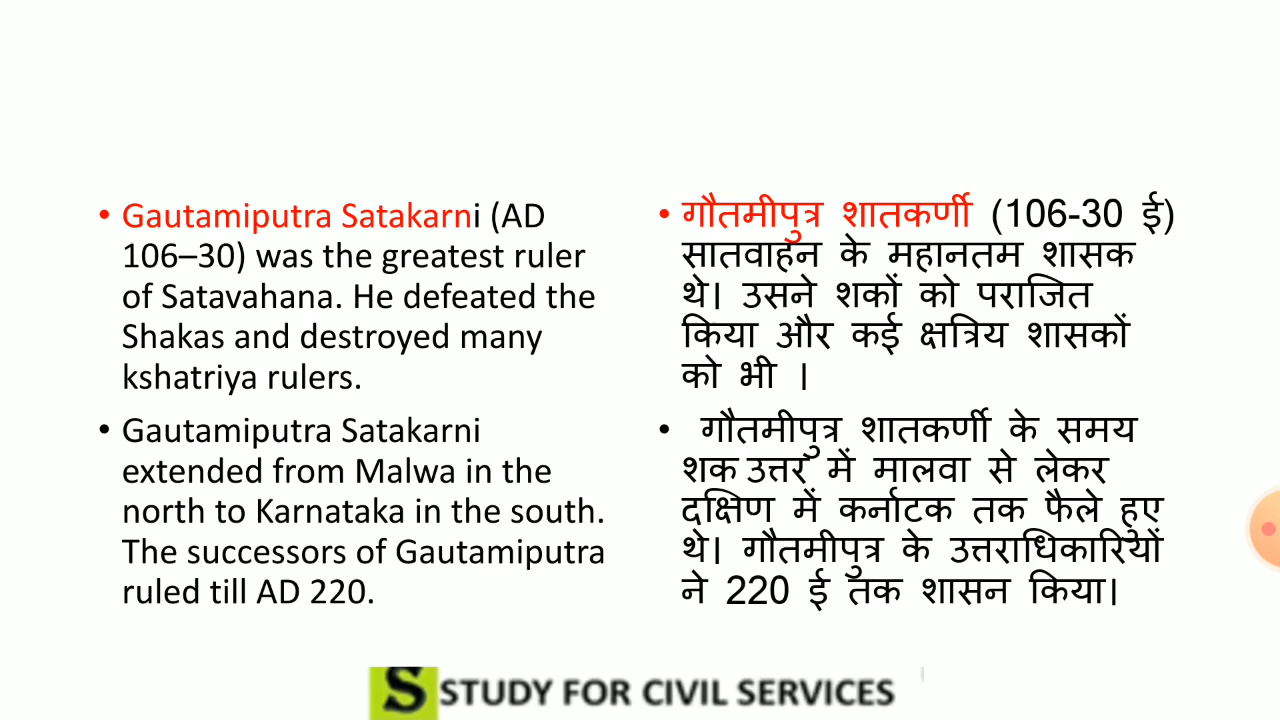 • Gautamiputra Satakarni (AD
106–30) was the greatest ruler
of Satavahana. He defeated the
Shakas and destroyed many
kshatriya rulers.
• Gautamiputra Satakarni
extended from Malwa in the
north to Karnataka in the south.
The successors of Gautamiputra
ruled till AD 220.
• गौतमीपुत्र शातकर्णी (106-30 ई)
सातवाहन के महानतम शासक
थे। उसने शकों को पराजित
किया और कई क्षत्रिय शासकों
को भी ।
• गौतमीपुत्र शातकर्णी के समय
शक उत्तर में मालवा से लेकर
दक्षिण में कर्नाटक तक फैले हुए
थे। गौतमीपुत्र के उत्तराधिकारियों
ने 220 ई तक शासन किया।
S STUDY FOR CIVIL SERVICES